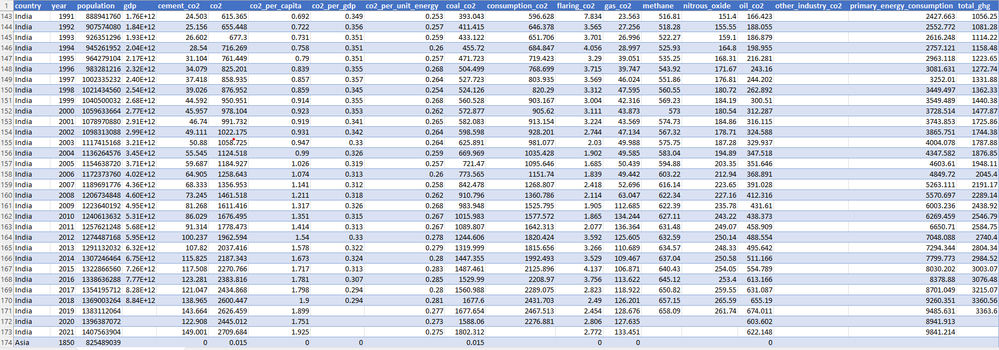 1 country year population gdp cement_co2 co2 co2_per_capita co2_per_gdp co2_per_unit_energy coal_co2 consumption_co2 flaring_co2 gas_co2 methane nitrous_oxide oil_co2 other_industry_co2 primary_energy_consumption total_ghg
143 India 1991 888941760 1.76E+12 24.503 615.365 0.692 0.349 0.253 393.043 596.628 7.834 23.563 516.81 151.4 166.423 2427.663 1056.25
144 India 1992 907574080 1.84E+12 25.156 655.448 0.722 0.356 0.257 411.415 646.378 3.565 27.256 518.28 155.55 188.055 2552.772 1081.28
145 India 1993 926351296 1.93E+12 26.602 677.3 0.731 0.351 0.259 433.122 651.706 3.701 26.996 522.27 159.1 186.879 2616.248 1114.22
146 India 1994 945261952 2.04E+12 28.54 716.269 0.758 0.351 0.26 455.72 684.847 4.056 28.997 525.93 164.8 198.955 2757.121 1158.48
147 India 1995 964279104 2.17E+12 31.104 761.449 0.79 0.351 0.257 471.723 719.423 3.29 39.051 535.25 168.31 216.281 2963.118 1223.65
148 India 1996 983281216 2.32E+12 34.079 825.201 0.839 0.355 0.268 504.499 768.699 3.715 39.747 543.92 171.67 243.16 3081.631 1272.74
149 India 1997 1002335232 2.40E+12 37.418 858.935 0.857 0.357 0.264 527.723 803.935 3.569 46.024 551.86 176.81 244.202 3252.01 1331.88
150 India 1998 1021434560 2.54E+12 39.026 876.952 0.859 0.345 0.254 524.126 820.29 3.312 47.595 560.55 180.72 262.892 3449.497 1362.33
151 India 1999 1040500032 2.68E+12 44.592 950.951 0.914 0.355 0.268 560.528 903.167 3.004 42.316 569.23 184.19 300.51 3549.489 1440.38
152 India 2000 1059633664 2.77E+12 45.957 978.104 0.923 0.353 0.262 572.877 905.62 3.111 43.873 573 180.54 312.287 3728.514 1477.87
153 India 2001 1078970880 2.91E+12 46.74 991.732 0.919 0.341 0.265 582.083 913.154 3.224 43.569 574.73 184.86 316.115 3743.853 1725.86
154 India 2002 1098313088 2.99E+12 49.111 1022.175 0.931 0.342 0.264 598.598 928.201 2.744 47.134 567.32 178.71 324.588 3865.751 1744.38
155 India 2003 1117415168 3.21E+12 50.88 1058.725 0.947 0.33 0.264 625.891 981.077 2.03 49.988 575.75 187.28 329.937 4004.078 1787.88
156 India 2004 1136264576 3.45E+12 55.545 1124.518 0.99 0.326 0.259 669.969 1035.428 1.902 49.585 583.04 194.89 347.518 4347.582 1876.85
157 India 2005 1154638720 3.71E+12 59.687 1184.927 1.026 0.319 0.257 721.47 1095.646 1.685 50.439 594.88 203.35 351.646 4603.61 1948.11
158 India 2006 1172373760 4.02E+12 64.905 1258.643 1.074 0.313 0.26 773.565 1151.74 1.839 49.442 603.22 212.94 368.891 4849.72 2045.4
159 India 2007 1189691776 4.36E+12 68.333 1356.953 1.141 0.312 0.258 842.478 1268.807 2.418 52.696 616.14 223.65 391.028 5263.111 2191.17
160 India 2008 1206734848 4.60E+12 73.245 1461.518 1.211 0.318 0.262 910.796 1360.786 2.114 63.047 622.34 227.16 412.316 5570.697 2289.14
161 India 2009 1223640192 4.95E+12 81.268 1611.416 1.317 0.326 0.268 983.948 1525.795 1.905 112.685 622.39 235.78 431.61 6003.236 2438.92
162 India 2010 1240613632 5.31E+12 86.029 1676.495 1.351 0.315 0.267 1015.983 1577.572 1.865 134.244 627.11 243.22 438.373 6269.459 2546.79
163 India 2011 1257621248 5.68E+12 91.314 1778.473 1.414 0.313 0.267 1089.807 1642.313 2.077 136.364 631.48 249.07 458.909 6650.71 2584.75
164 India 2012 1274487168 5.95E+12 100.237 1962.594 1.54 0.33 0.278 1244.606 1820.424 3.592 125.605 632.59 250.14 488.554 7048.088 2740.4
165 India 2013 1291132032 6.32E+12 107.82 2037.416 1.578 0.322 0.279 1319.999 1815.656 3.266 110.689 634.57 248.33 495.642 7294.344 2804.34
166 India 2014 1307246464 6.75E+12 115.825 2187.343 1.673 0.324 0.28 1447.355 1992.493 3.529 109.467 637.04 250.58 511.166 7799.773 2984.52
167 India 2015 1322866560 7.26E+12 117.508 2270.766 1.717 0.313 0.283 1487.461 2125.896 4.137 106.871 640.43 254.05 554.789 8030.202 3003.07
168 India 2016 1338636288 7.77E+12 123.281 2383.816 1.781 0.307 0.285 1529.99 2208.97 3.756 113.622 645.12 253.4 613.166 8378.88 3076.48
169 India 2017 1354195712 8.28E+12 121.047 2434.868 1.798 0.294 0.28 1560.988 2289.075 2.823 118.922 650.82 259.55 631.087 8701.049 3215.07
170 India 2018 1369003264 8.84E+12 138.965 2600.447 1.9 0.294 0.281 1677.6 2431.703 2.49 126.201 657.15 265.59 655.19 9260.351 3360.56
171 India 2019 1383112064 143.664 2626.459 1.899 0.277 1677.654 2467.513 2.454 128.676 658.09 261.74 674.011 9485.631 3363.6
172 India 2020 1396387072 122.908 2445.012 1.751 0.273 1588.06 2276.881 2.806 127.635 603.602 8941.913
173 India 2021 1407563904 149.001 2709.684 1.925 0.275 1802.312 2.772 133.451 622.148 9841.214
174 Asia 1850 825489039 0 0.015 0 0 0.015 0 0 0